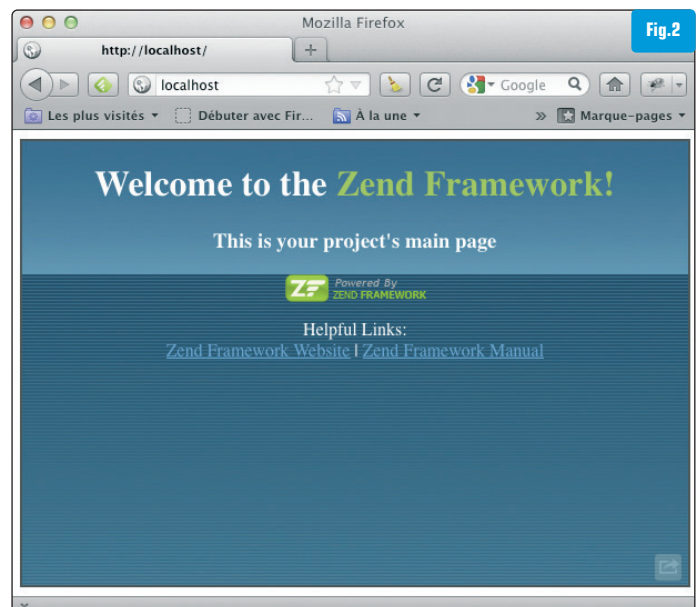 Mozilla Firefox
Fig.2
http://localhost/
localhost
Google
Les plus visités
Débuter avec Fir...
À la une
»
Marque-pages
Welcome to the Zend Framework!
This is your project's main page
ZF Powered By
ZEND FRAMEWORK
Helpful Links:
Zend Framework Website | Zend Framework Manual